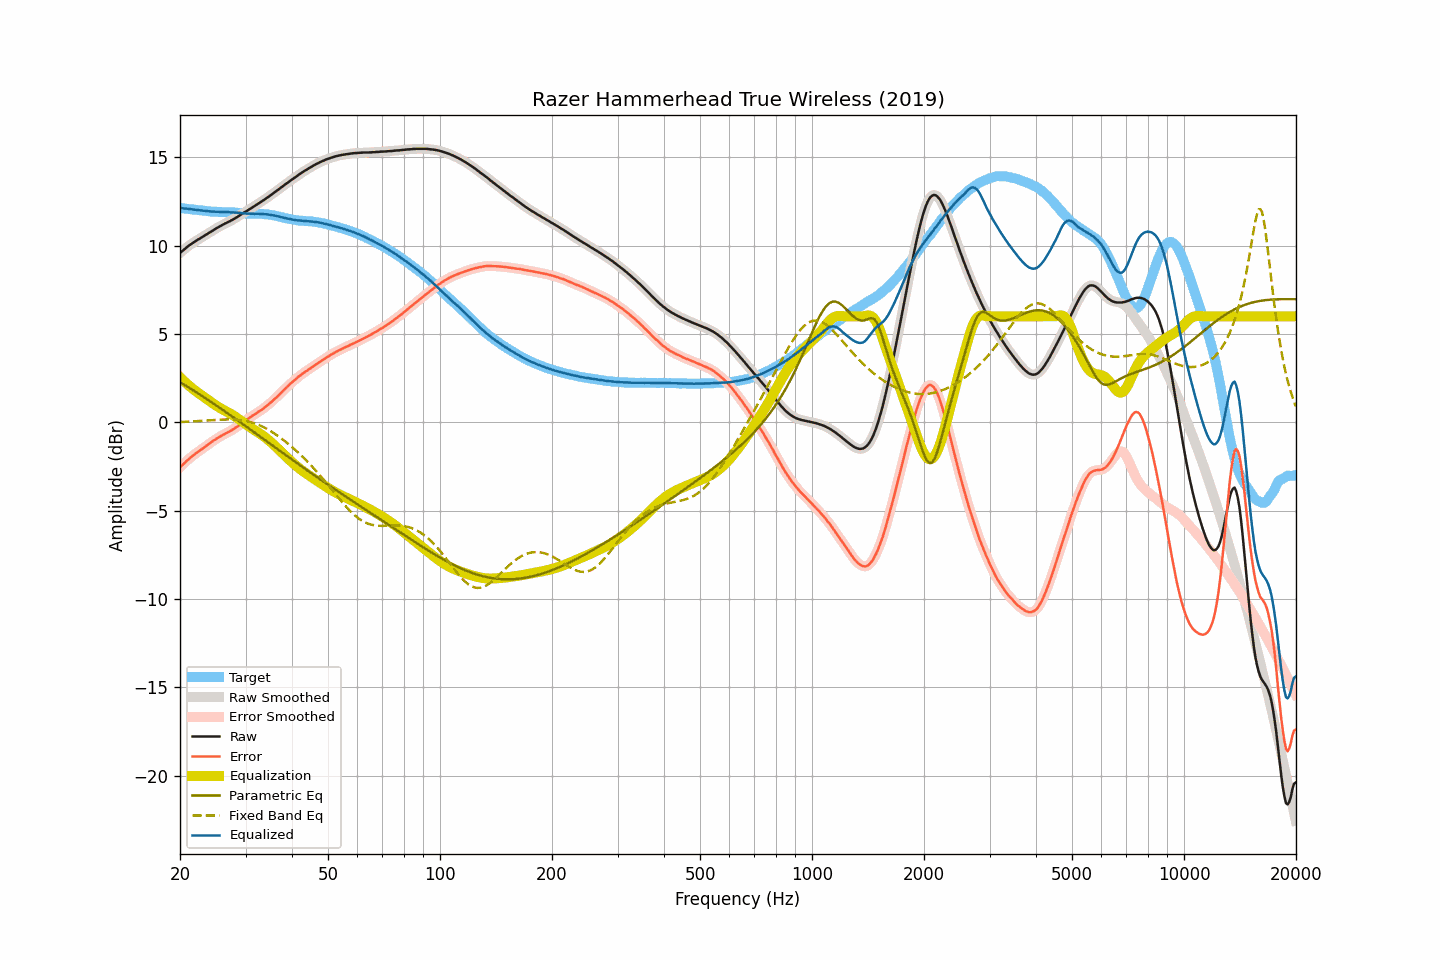 Razer Hammerhead True Wireless (2019)
Amplitude (dBr)
15
10
5
0
−5
−10
−15
−20
Target
Raw Smoothed
Error Smoothed
Raw
Error
Equalization
Parametric Eq
Fixed Band Eq
Equalized
20 50 100 200 500 1000 2000 5000 10000 20000
Frequency (Hz)